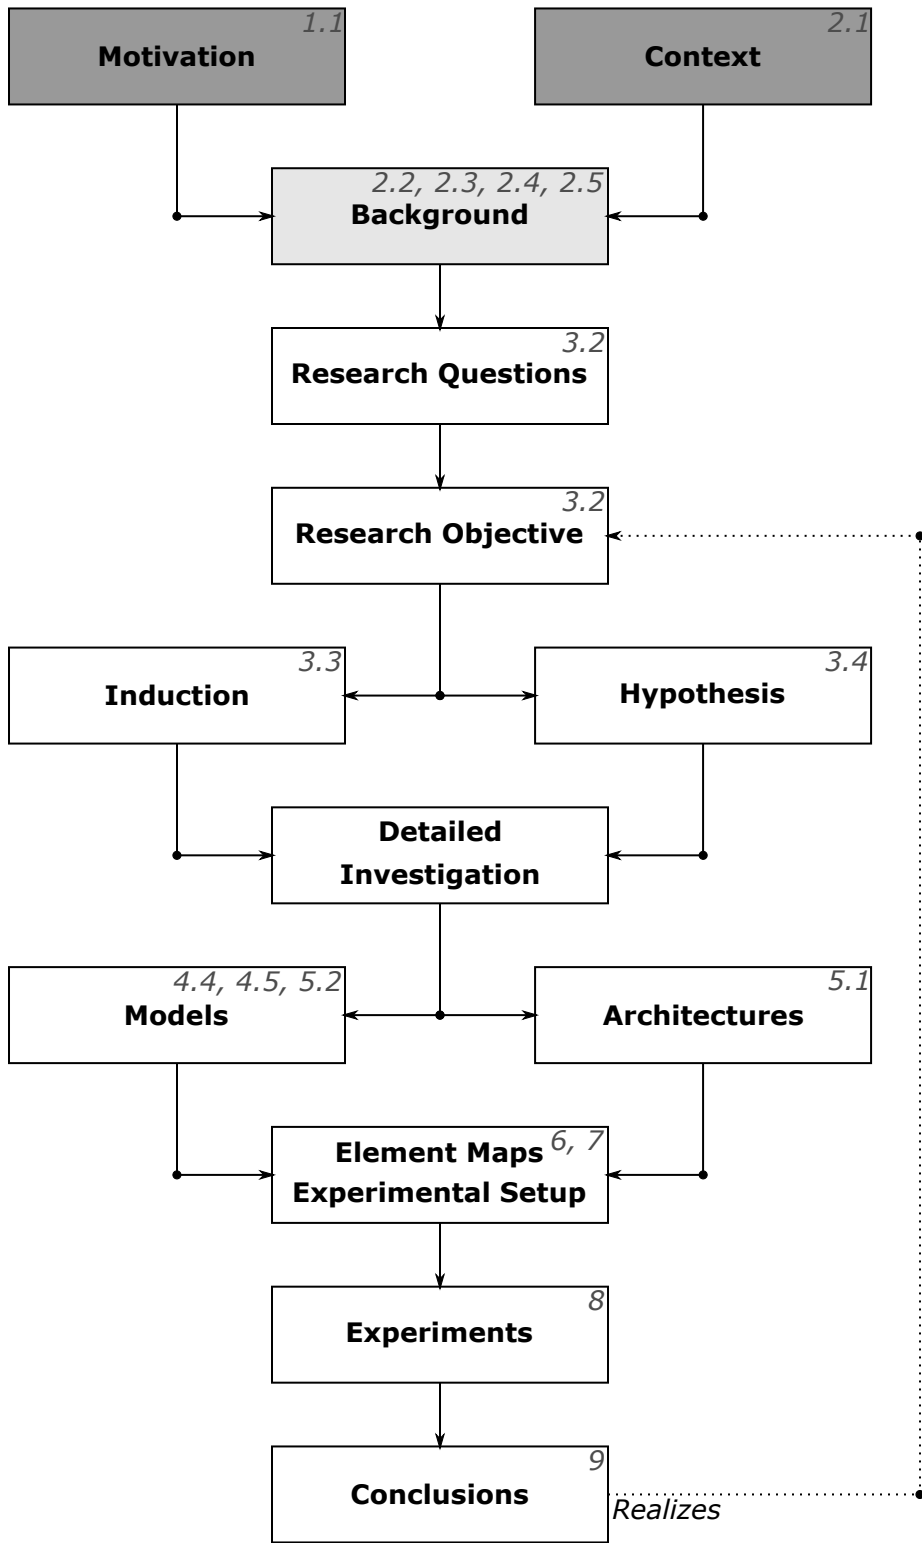 1.1
Motivation
2.1
Context
2.2, 2.3, 2.4, 2.5
Background
3.2
Research Questions
3.2
Research Objective
3.3
Induction
3.4
Hypothesis
Detailed
Investigation
4.4, 4.5, 5.2
Models
5.1
Architectures
6, 7
Element Maps
Experimental Setup
8
Experiments
9
Conclusions
Realizes